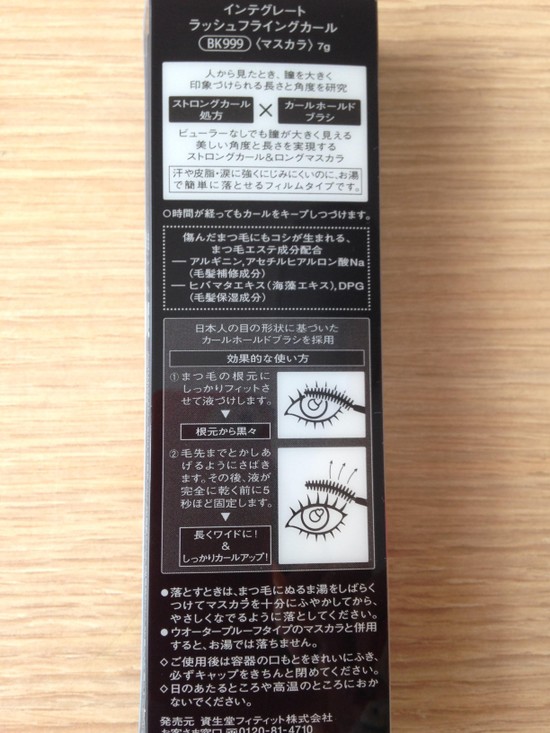 インテグレート
ラッシュフライングカール
BK999 〈マスカラ〉 7g
人から見たとき、瞳を大きく
印象づけられる長さと角度を研究
ストロングカール
処方
×
カールホールド
ブラシ
ビューラーなしでも瞳が大きく見える
美しい角度と長さを実現する
ストロングカール&ロングマスカラ
汗や皮脂・涙に強くにじみにくいのに、お湯
で簡単に落とせるフィルムタイプです。
○時間が経ってもカールをキープしつづけます。
傷んだまつ毛にもコシが生まれる、
まつ毛エステ成分配合
― アルギニン,アセチルヒアルロン酸Na
(毛髪補修成分)
― ヒバマタエキス(海藻エキス),DPG
(毛髪保湿成分)
日本人の目の形状に基づいた
カールホールドブラシを採用
効果的な使い方
①まつ毛の根元に
しっかりフィットさ
せて液づけします。
▼
根元から黒々
②毛先までとかしあ
げるようにさばき
ます。その後、液が
完全に乾く前に5
秒ほど固定します。
▼
長くワイドに!
&
しっかりカールアップ!
●落とすときは、まつ毛にぬるま湯をしばらく
つけてマスカラを十分にふやかしてから、
やさしくなでるように落としてください。
●ウオータープルーフタイプのマスカラと併用
すると、お湯では落ちません。
◇ご使用後は容器の口もとをきれいにふき、
必ずキャップをきちんと閉めてください。
◇日のあたるところや高温のところにおか
ないでください。
発売元 資生堂フィティット株式会社
お客さま窓口 0120-81-4710